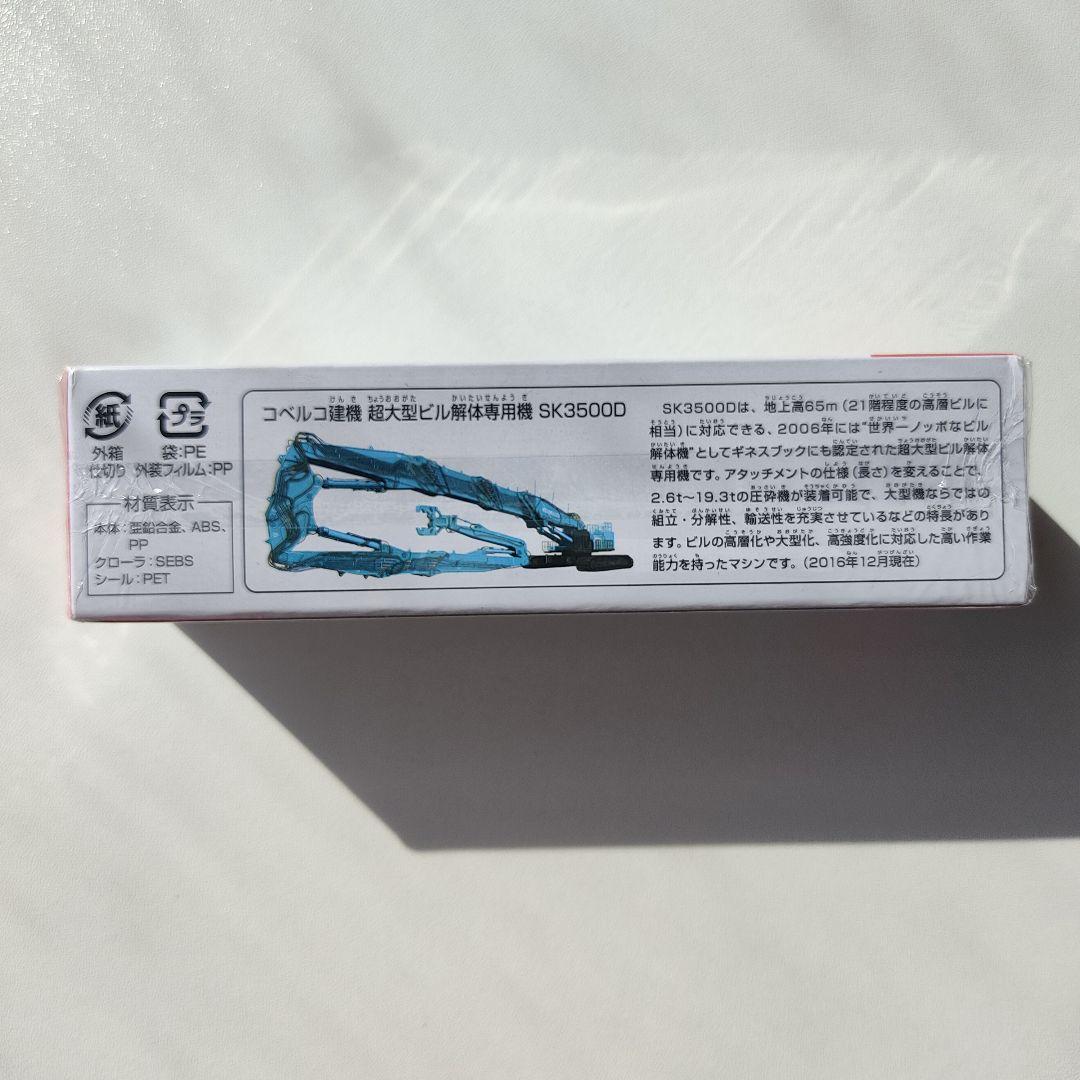 紙
プラ
外箱
仕切り
袋:PE
外装フィルム:PP
材質表示
本体:亜鉛合金、ABS、
PP
クローラ:SEBS
シール:PET
コベルコ建機 超大型ビル解体専用機 SK3500D
SK3500Dは、地上高65m(21階程度の高層ビルに
相当)に対応できる、2006年には"世界一ノッポなビル
解体機"としてギネスブックにも認定された超大型ビル解体
専用機です。アタッチメントの仕様(長さ)を変えることで、
2.6t〜19.3tの圧砕機が装着可能で、大型機ならではの
組立・分解性、輸送性を充実させているなどの特長があり
ます。ビルの高層化や大型化、高強度化に対応した高い作業
能力を持ったマシンです。(2016年12月現在)